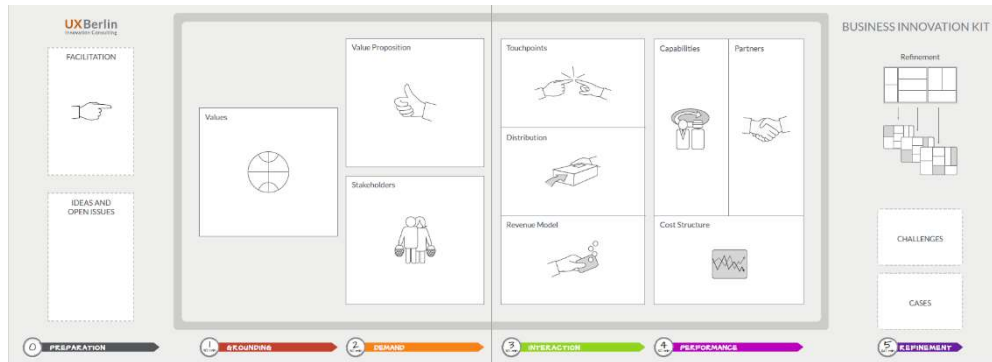 UXBerlin
Innovation Consulting
FACILITATION
IDEAS AND
OPEN ISSUES
Values
Value Proposition
Stakeholders
Touchpoints
Distribution
Revenue Model
Capabilities
Partners
Cost Structure
BUSINESS INNOVATION KIT
Refinement
CHALLENGES
CASES
0 PREPARATION
1 GROUNDING
2 DEMAND
3 INTERACTION
4 PERFORMANCE
5 REFINEMENT